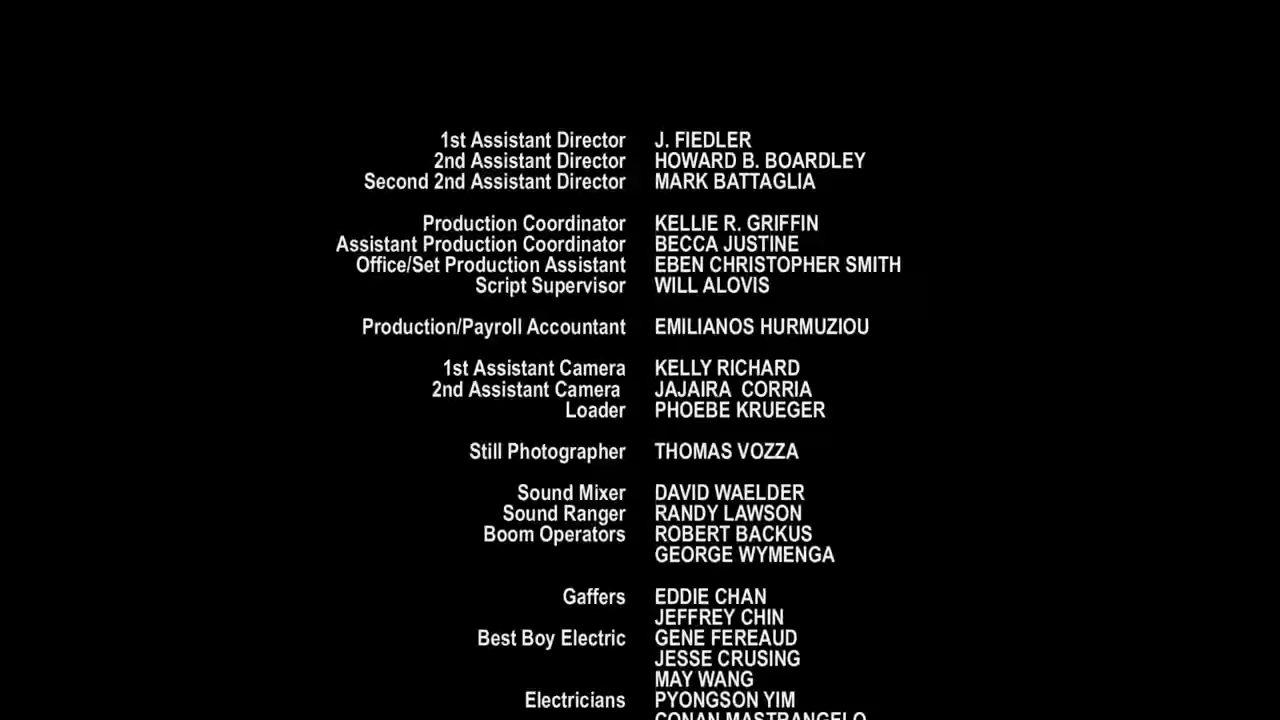 1st Assistant Director J. FIEDLER
2nd Assistant Director HOWARD B. BOARDLEY
Second 2nd Assistant Director MARK BATTAGLIA
Production Coordinator KELLIE R. GRIFFIN
Assistant Production Coordinator BECCA JUSTINE
Office/Set Production Assistant EBEN CHRISTOPHER SMITH
Script Supervisor WILL ALOVIS
Production/Payroll Accountant EMILIANOS HURMUZIOU
1st Assistant Camera KELLY RICHARD
2nd Assistant Camera JAJAIRA CORRIA
Loader PHOEBE KRUEGER
Still Photographer THOMAS VOZZA
Sound Mixer DAVID WAELDER
Sound Ranger RANDY LAWSON
Boom Operators ROBERT BACKUS
GEORGE WYMENGA
Gaffers EDDIE CHAN
JEFFREY CHIN
Best Boy Electric GENE FEREAUD
JESSE CRUSING
MAY WANG
Electricians PYONGSON YIM
CONAN MASTRANGELO